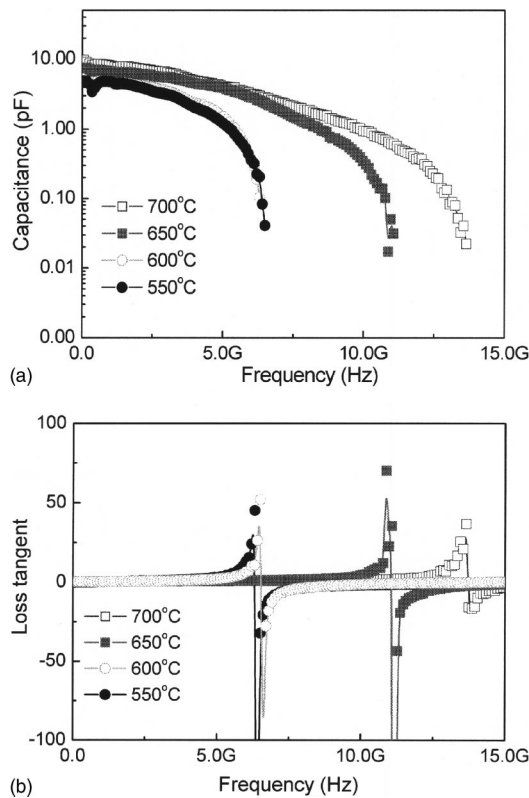 10.00
1.00
0.10
0.01
0.00
Capacitance (pF)
700°C
650°C
600°C
550°C
0.0 5.0G 10.0G 15.0G
(a) Frequency (Hz)
100
50
0
-50
-100
Loss tangent
700°C
650°C
600°C
550°C
0.0 5.0G 10.0G 15.0G
(b) Frequency (Hz)